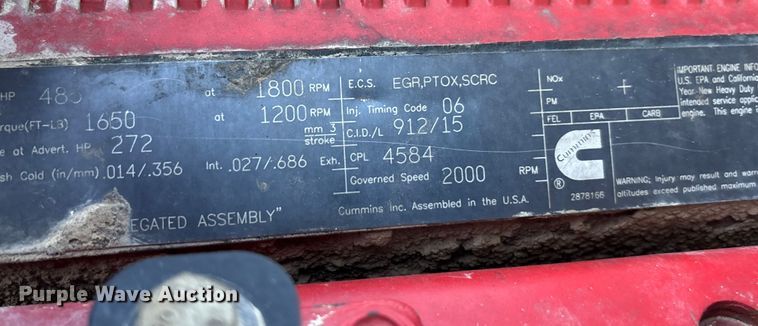 HP 485 at 1800 RPM
rque(FT-LB) 1650 at 1200 RPM
e at Advert. HP 272 mm 3 stroke
sh Cold (in/mm) .014/.356 Int. .027/.686 Exh.
EGATED ASSEMBLY"
E.C.S. EGR,PTOX,SCRC
Inj. Timing Code 06
C.I.D./L 912/15
CPL 4584
Governed Speed 2000 RPM
Cummins Inc. Assembled in the U.S.A.
NOx +
PM
FEL EPA CARB
Cummins
®
2878166
IMPORTANT ENGINE INFO
U.S. EPA and California
Year New Heavy Duty
intended service applic
engine. This engine i
WARNING: Injury may result and warr
altitudes exceed published maximum
Purple Wave Auction